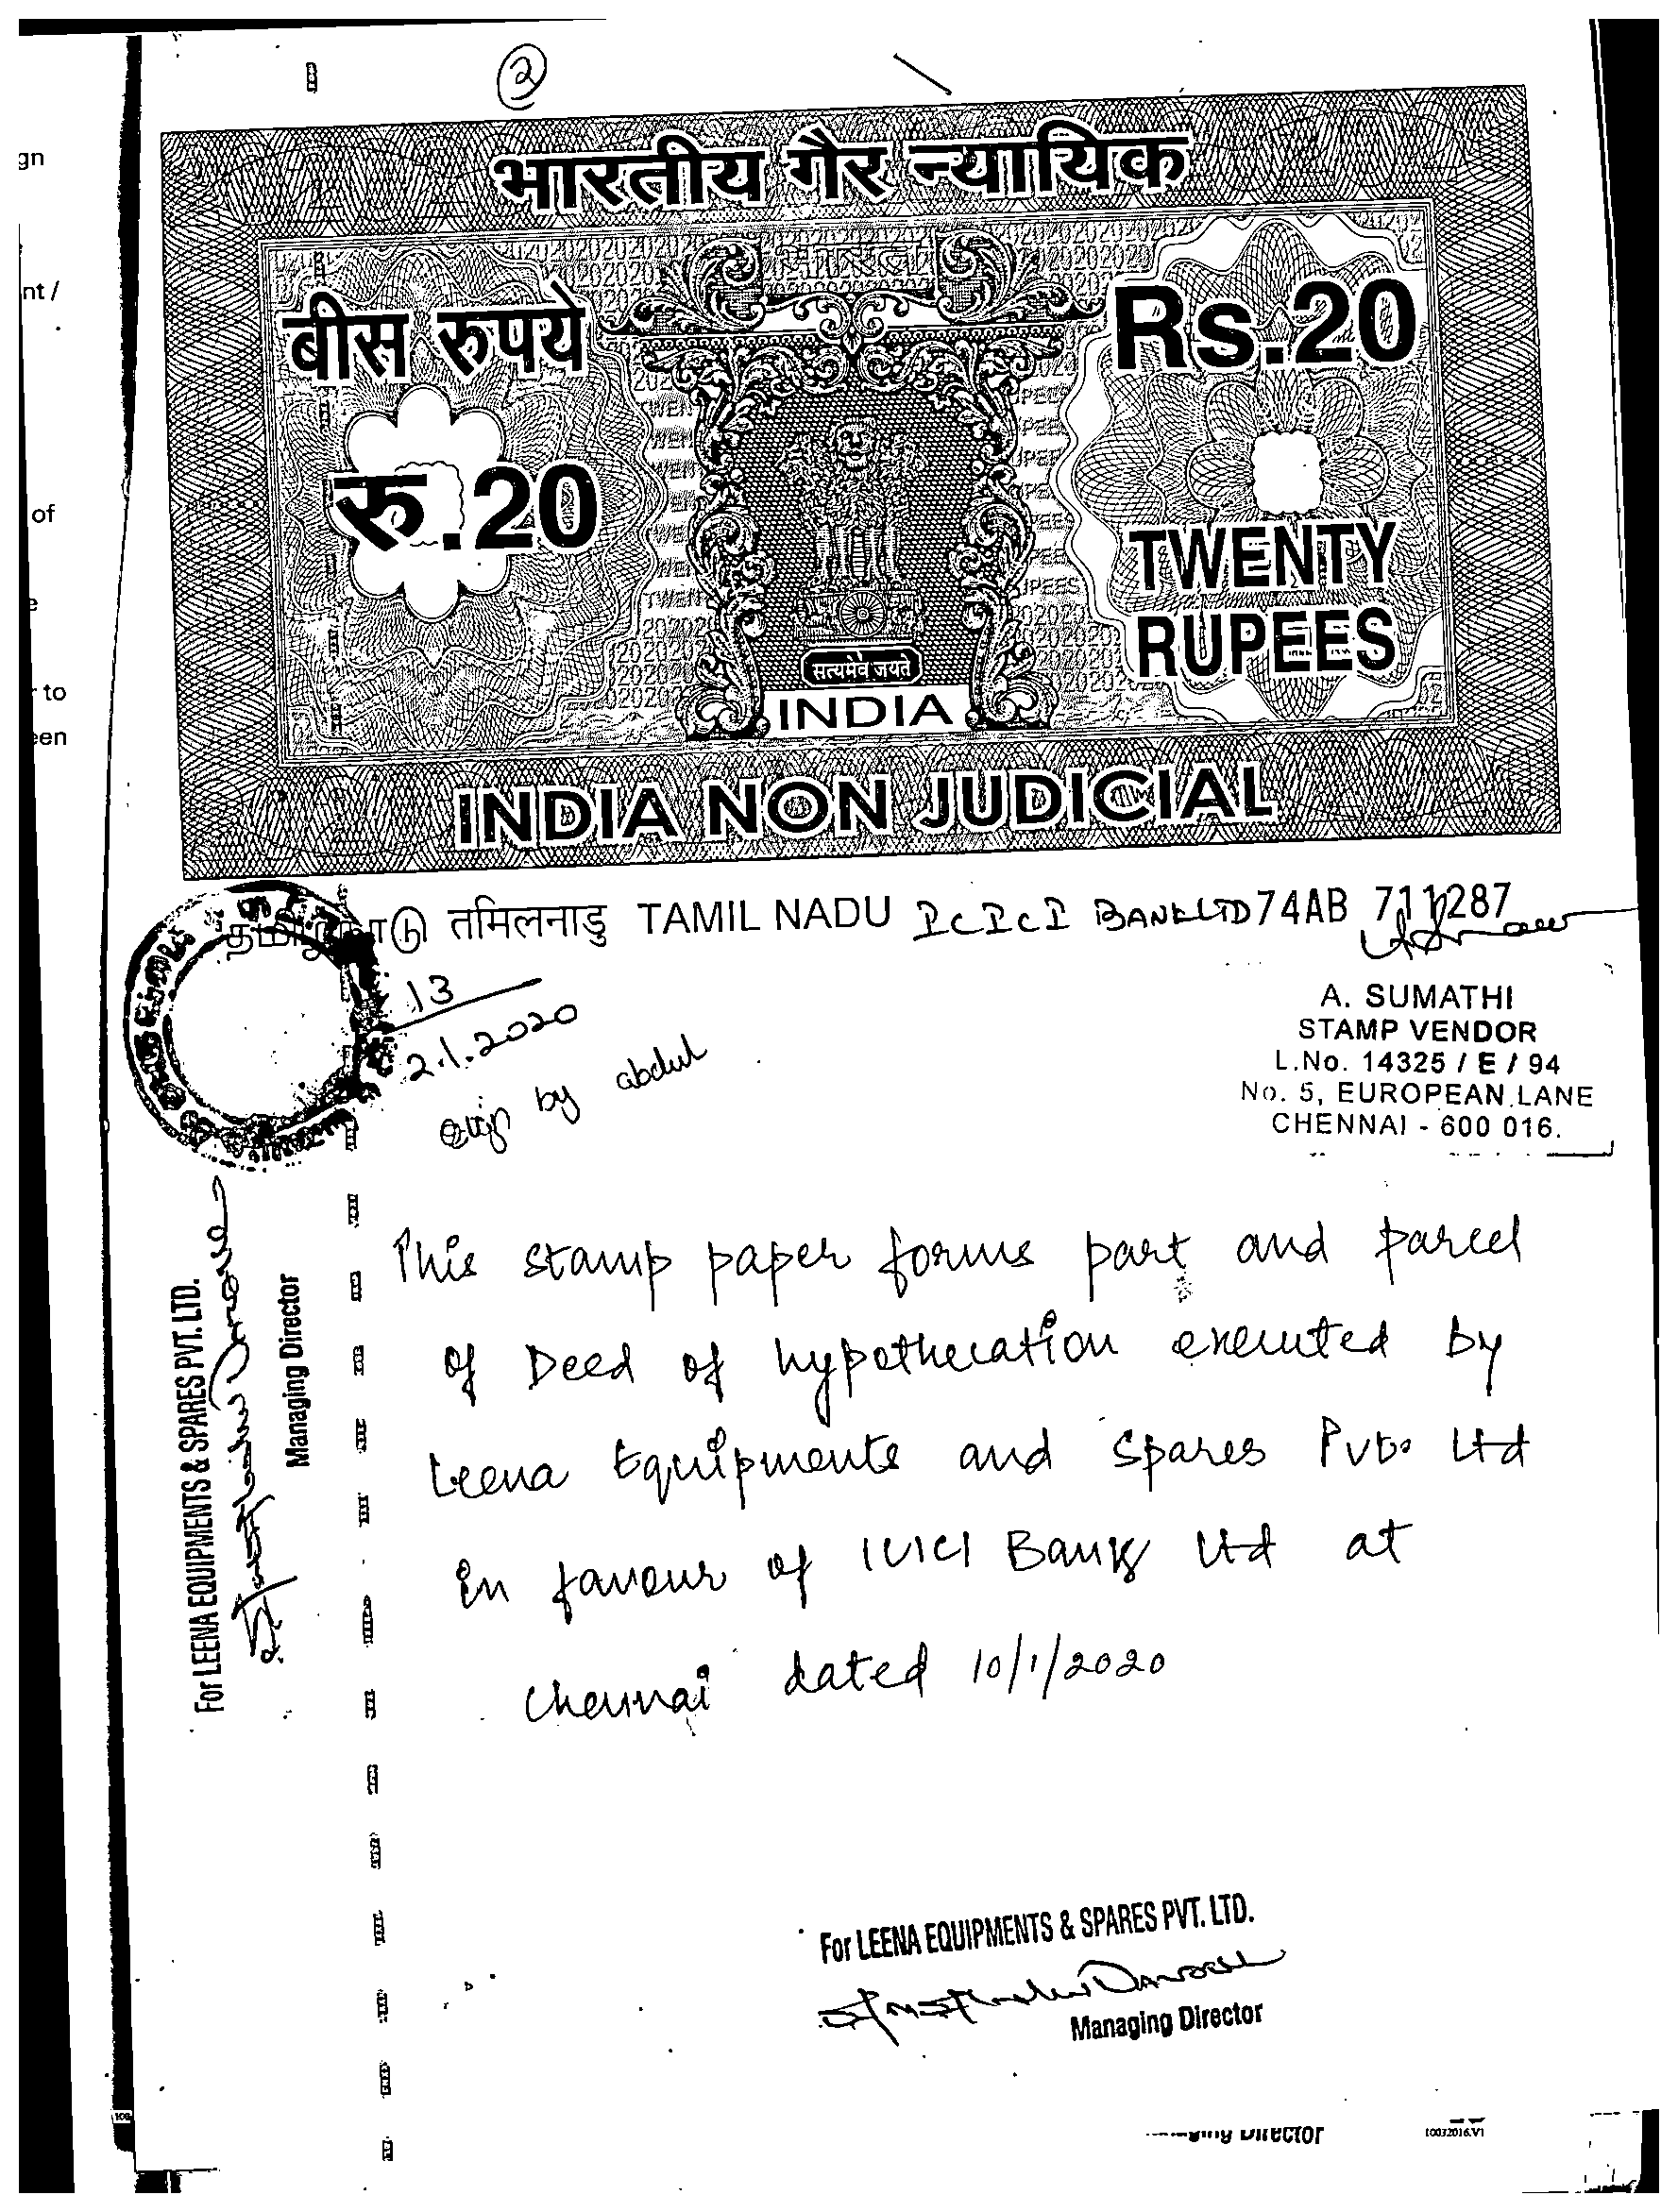 2
भारतीय गैर न्यायिक
भारत
बीस रुपये
Rs.20
रु.20
TWENTY
RUPEES
सत्यमेव जयते
INDIA
INDIA NON JUDICIAL
தமிழ்நாடு तमिलनाडु TAMIL NADU ICICI BANK LTD 74AB 711287
13
2.1.2020
by abdul
A. SUMATHI
STAMP VENDOR
L.No. 14325 / E / 94
No. 5, EUROPEAN LANE
CHENNAI - 600 016.
This stamp paper forms part and parcel
of Deed of hypothecation executed by
Leena Equipments and Spares Pvt. Ltd
in favour of ICICI Bank Ltd at
Chennai dated 10/1/2020
For LEENA EQUIPMENTS & SPARES PVT. LTD.
Managing Director
For LEENA EQUIPMENTS & SPARES PVT. LTD.
Managing Director
Director
10032016.V1
gn
nt /
of
to
een